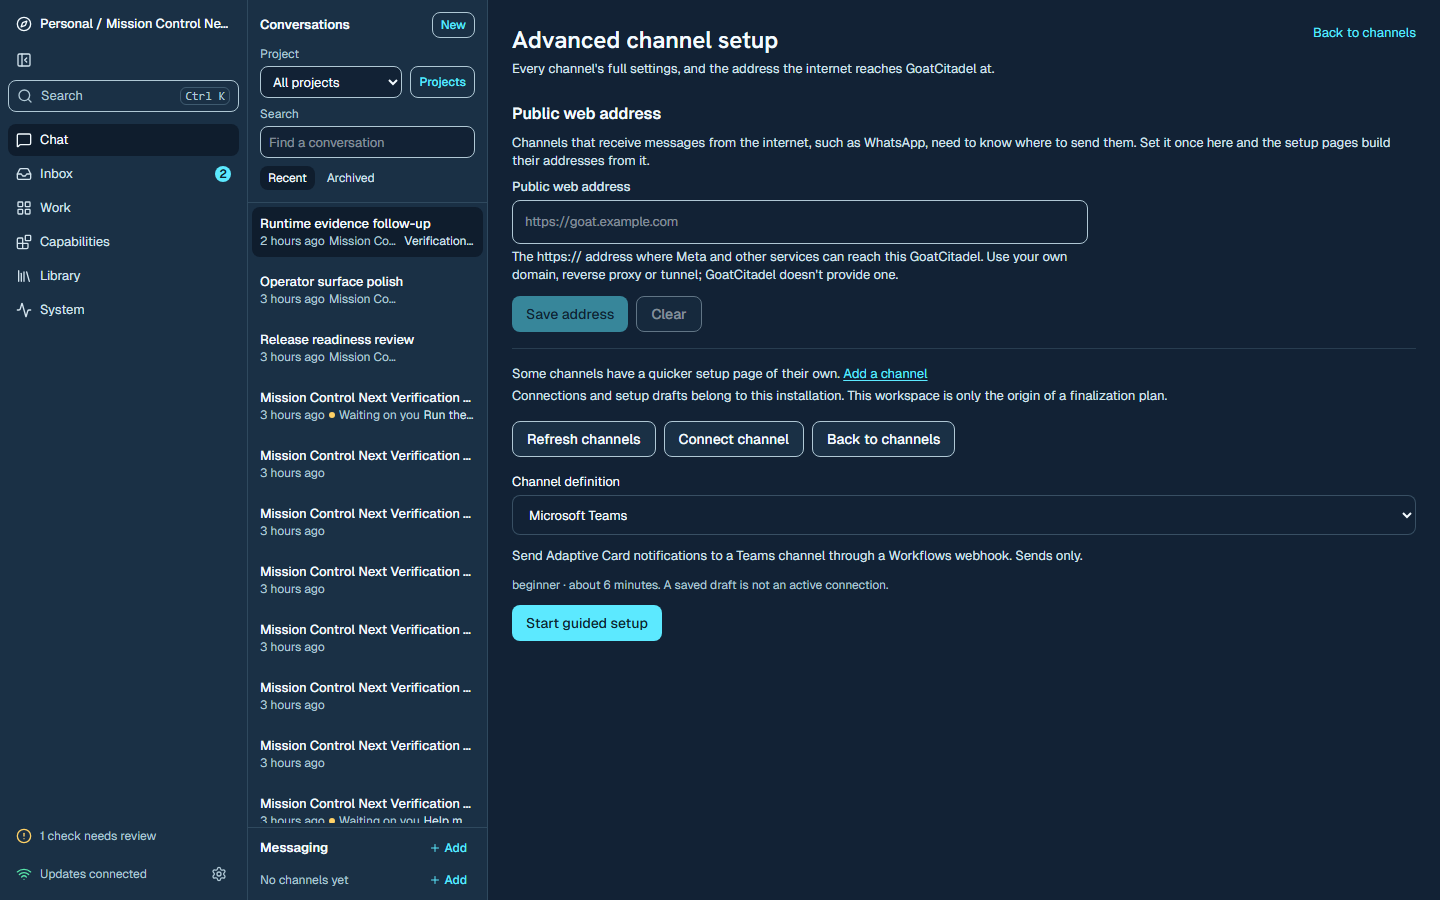 Personal / Mission Control Ne...
Search
Ctrl K
Chat
Inbox
2
Work
Capabilities
Library
System
1 check needs review
Updates connected
Conversations
New
Project
All projects
Projects
Search
Find a conversation
Recent
Archived
Runtime evidence follow-up
2 hours ago Mission Co... Verification...
Operator surface polish
3 hours ago Mission Co...
Release readiness review
3 hours ago Mission Co...
Mission Control Next Verification ...
3 hours ago Waiting on you Run the...
Mission Control Next Verification ...
3 hours ago
Mission Control Next Verification ...
3 hours ago
Mission Control Next Verification ...
3 hours ago
Mission Control Next Verification ...
3 hours ago
Mission Control Next Verification ...
3 hours ago
Mission Control Next Verification ...
3 hours ago
Mission Control Next Verification ...
3 hours ago Waiting on you Help m...
Messaging
+ Add
No channels yet
+ Add
Advanced channel setup
Back to channels
Every channel's full settings, and the address the internet reaches GoatCitadel at.
Public web address
Channels that receive messages from the internet, such as WhatsApp, need to know where to send them. Set it once here and the setup pages build
their addresses from it.
Public web address
https://goat.example.com
The https:// address where Meta and other services can reach this GoatCitadel. Use your own
domain, reverse proxy or tunnel; GoatCitadel doesn't provide one.
Save address
Clear
Some channels have a quicker setup page of their own. Add a channel
Connections and setup drafts belong to this installation. This workspace is only the origin of a finalization plan.
Refresh channels
Connect channel
Back to channels
Channel definition
Microsoft Teams
Send Adaptive Card notifications to a Teams channel through a Workflows webhook. Sends only.
beginner · about 6 minutes. A saved draft is not an active connection.
Start guided setup